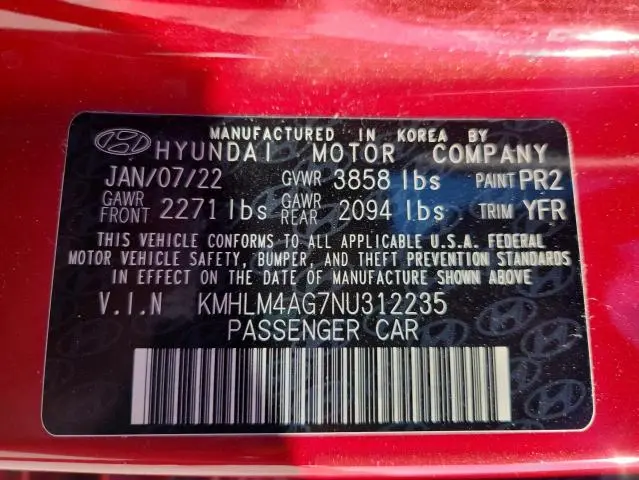 MANUFACTURED IN KOREA BY
HYUNDAI MOTOR COMPANY
JAN/07/22 GVWR 3858 lbs PAINT PR2
GAWR FRONT 2271 lbs GAWR REAR 2094 lbs TRIM YFR
THIS VEHICLE CONFORMS TO ALL APPLICABLE U.S.A. FEDERAL
MOTOR VEHICLE SAFETY, BUMPER, AND THEFT PREVENTION STANDARDS
IN EFFECT ON THE DATE OF MANUFACTURE SHOWN ABOVE
V.I.N KMHLM4AG7NU312235
PASSENGER CAR